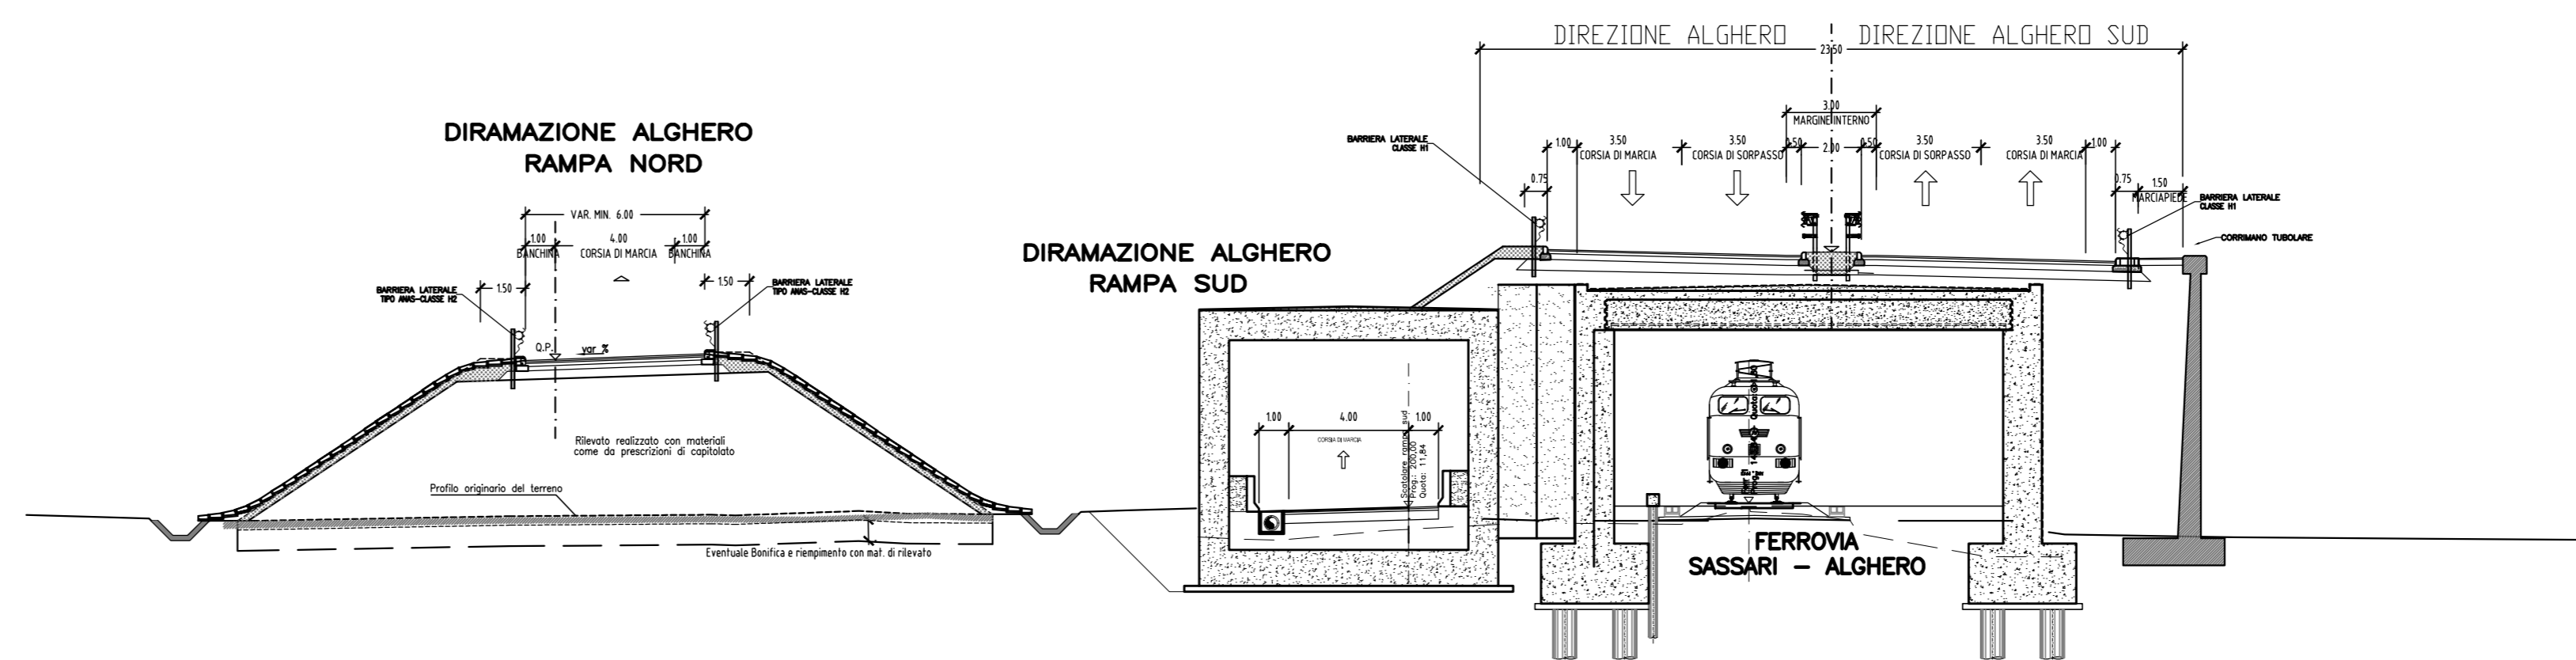 DIREZIONE ALGHERO
DIREZIONE ALGHERO SUD
23.50
DIRAMAZIONE ALGHERO
RAMPA NORD
VAR. MIN. 6.00
1.00
BANCHINA
4.00
CORSIA DI MARCIA
1.00
BANCHINA
1.50
1.50
BARRIERA LATERALE
TIPO ANAS-CLASSE H2
BARRIERA LATERALE
TIPO ANAS-CLASSE H2
Q.P.
var %
Rilevato realizzato con materiali
come da prescrizioni di capitolato
Profilo originario del terreno
Eventuale Bonifica e riempimento con mat. di rilevato
DIRAMAZIONE ALGHERO
RAMPA SUD
1.00
4.00
1.00
CORSIA DI MARCIA
Scatolare rampa sud
Prog.: 200,00
Quota: 11,84
BARRIERA LATERALE
CLASSE H1
3.00
MARGINE INTERNO
1.00
3.50
CORSIA DI MARCIA
3.50
CORSIA DI SORPASSO
0.50
2.00
0.50
3.50
CORSIA DI SORPASSO
3.50
CORSIA DI MARCIA
1.00
0.75
0.75
1.50
MARCIAPIEDE
BARRIERA LATERALE
CLASSE H1
CORRIMANO TUBOLARE
FERROVIA
SASSARI - ALGHERO